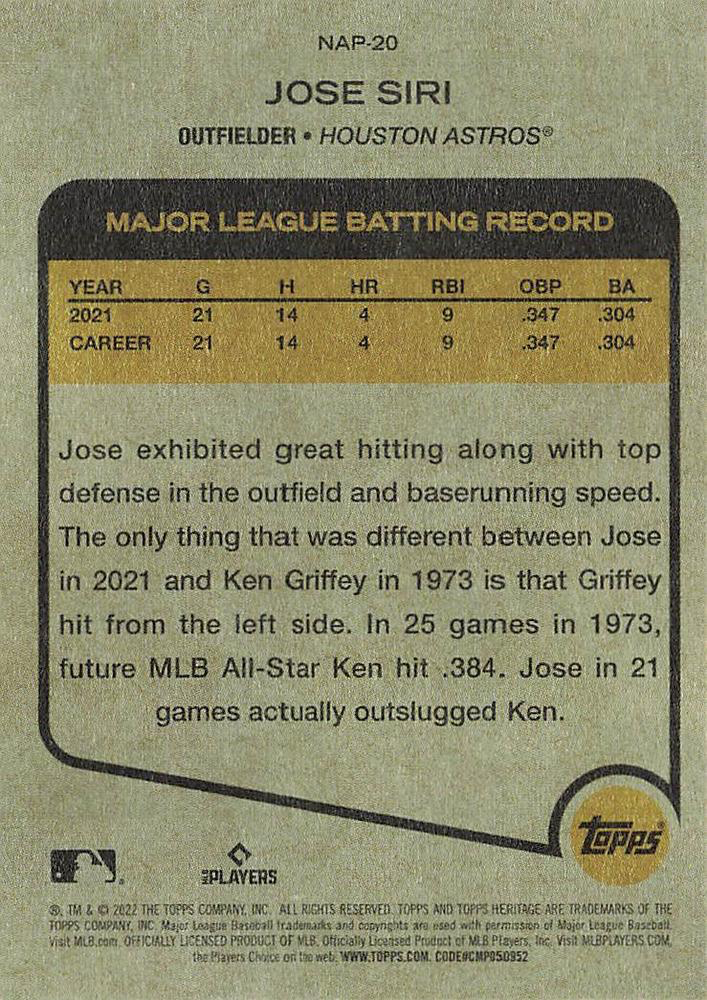 NAP-20
JOSE SIRI
OUTFIELDER • HOUSTON ASTROS®
MAJOR LEAGUE BATTING RECORD
YEAR G H HR RBI OBP BA
2021 21 14 4 9 .347 .304
CAREER 21 14 4 9 .347 .304
Jose exhibited great hitting along with top
defense in the outfield and baserunning speed.
The only thing that was different between Jose
in 2021 and Ken Griffey in 1973 is that Griffey
hit from the left side. In 25 games in 1973,
future MLB All-Star Ken hit .384. Jose in 21
games actually outslugged Ken.
topps®
MLB PLAYERS
®, TM & © 2022 THE TOPPS COMPANY, INC. ALL RIGHTS RESERVED. TOPPS AND TOPPS HERITAGE ARE TRADEMARKS OF THE
TOPPS COMPANY, INC. Major League Baseball trademarks and copyrights are used with permission of Major League Baseball.
Visit MLB.com. OFFICIALLY LICENSED PRODUCT OF MLB. Officially Licensed Product of MLB Players, Inc. Visit MLBPLAYERS.COM,
the Players Choice on the web. WWW.TOPPS.COM. CODE#CMP050952